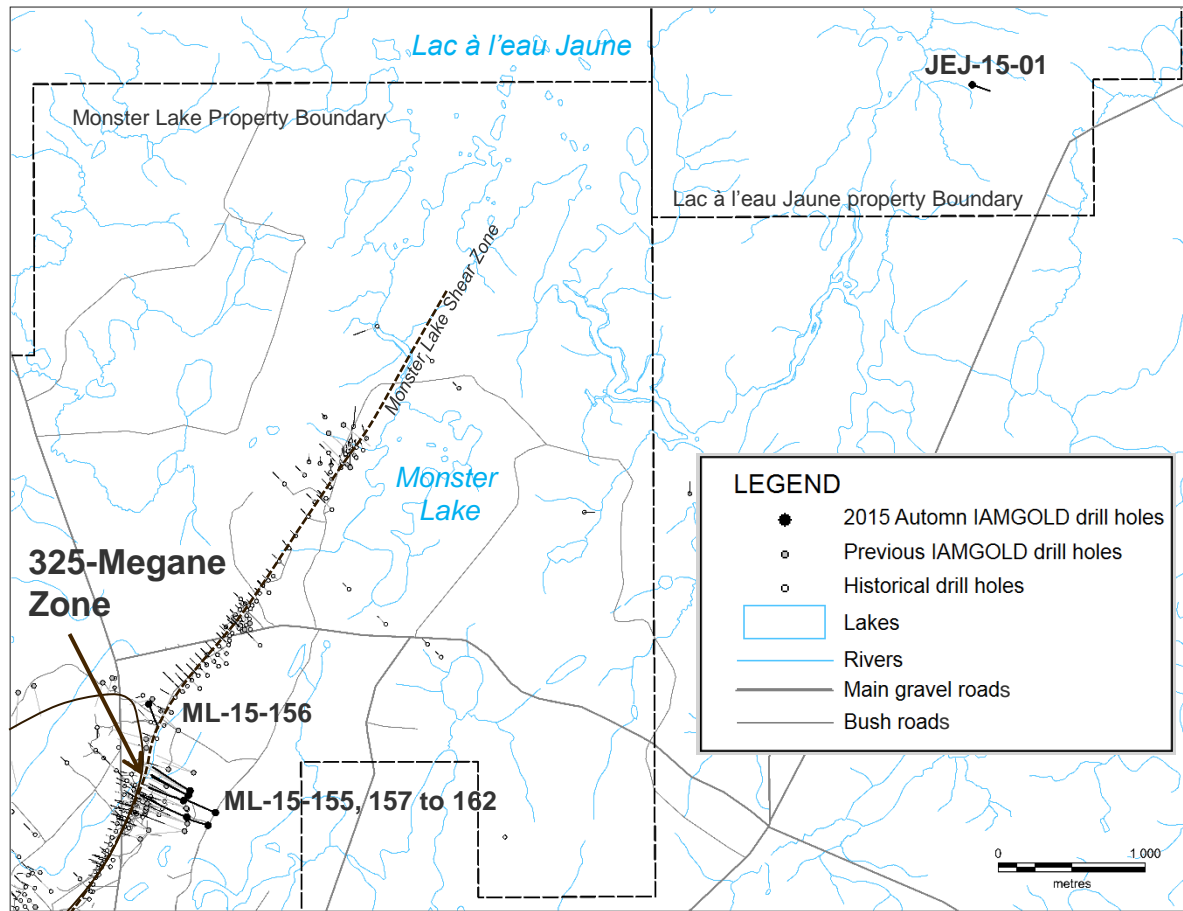 Lac à l'eau Jaune
JEJ-15-01
Monster Lake Property Boundary
Lac à l'eau Jaune property Boundary
Monster Lake Shear Zone
Monster
Lake
325-Megane
Zone
ML-15-156
ML-15-155, 157 to 162
LEGEND
2015 Automn IAMGOLD drill holes
Previous IAMGOLD drill holes
Historical drill holes
Lakes
Rivers
Main gravel roads
Bush roads
0 1 000
metres